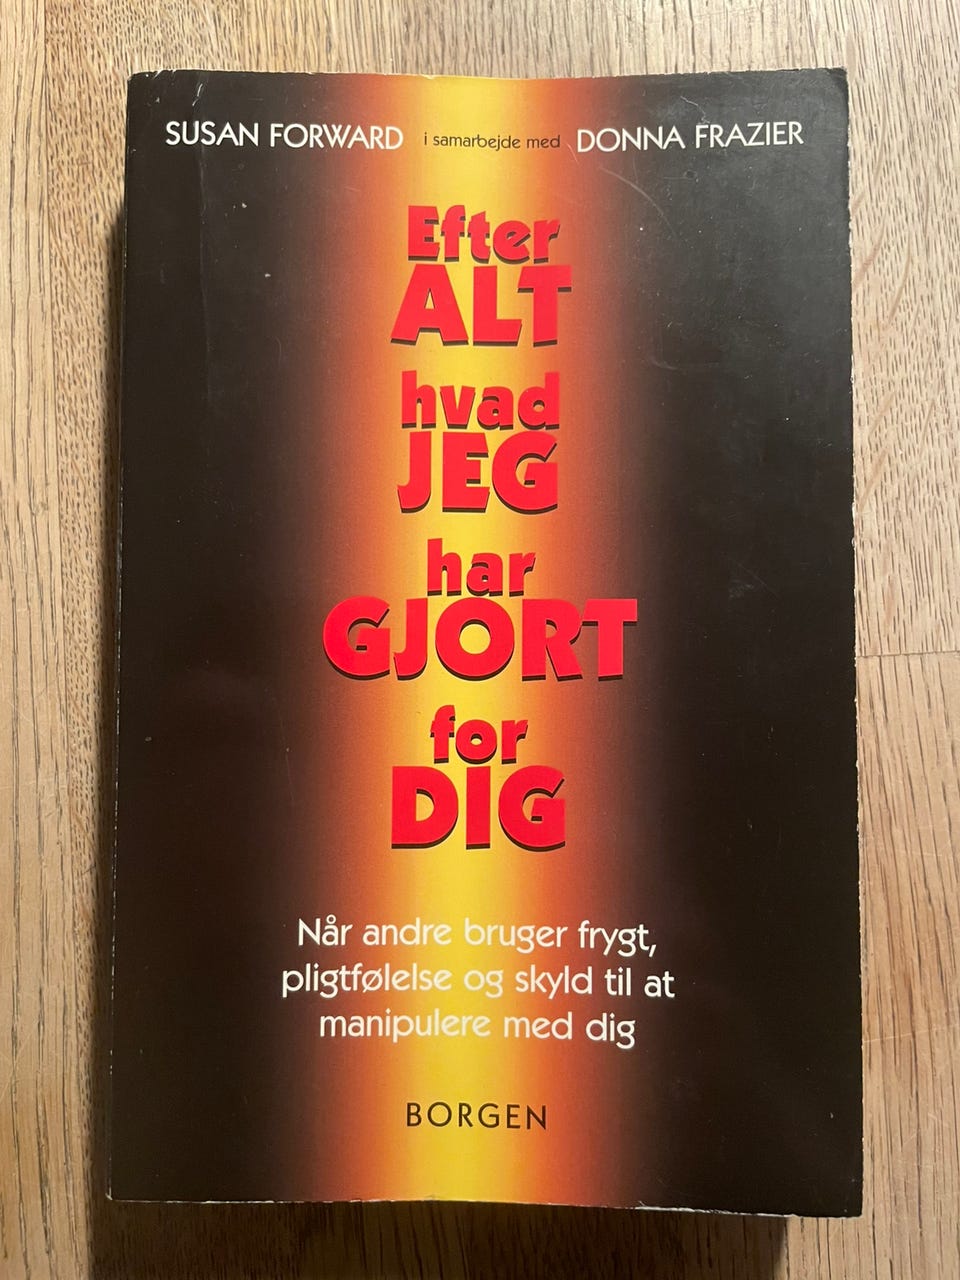 SUSAN FORWARD i samarbejde med DONNA FRAZIER
Efter
ALT
hvad
JEG
har
GJORT
for
DIG
Når andre bruger frygt,
pligtfølelse og skyld til at
manipulere med dig
BORGEN